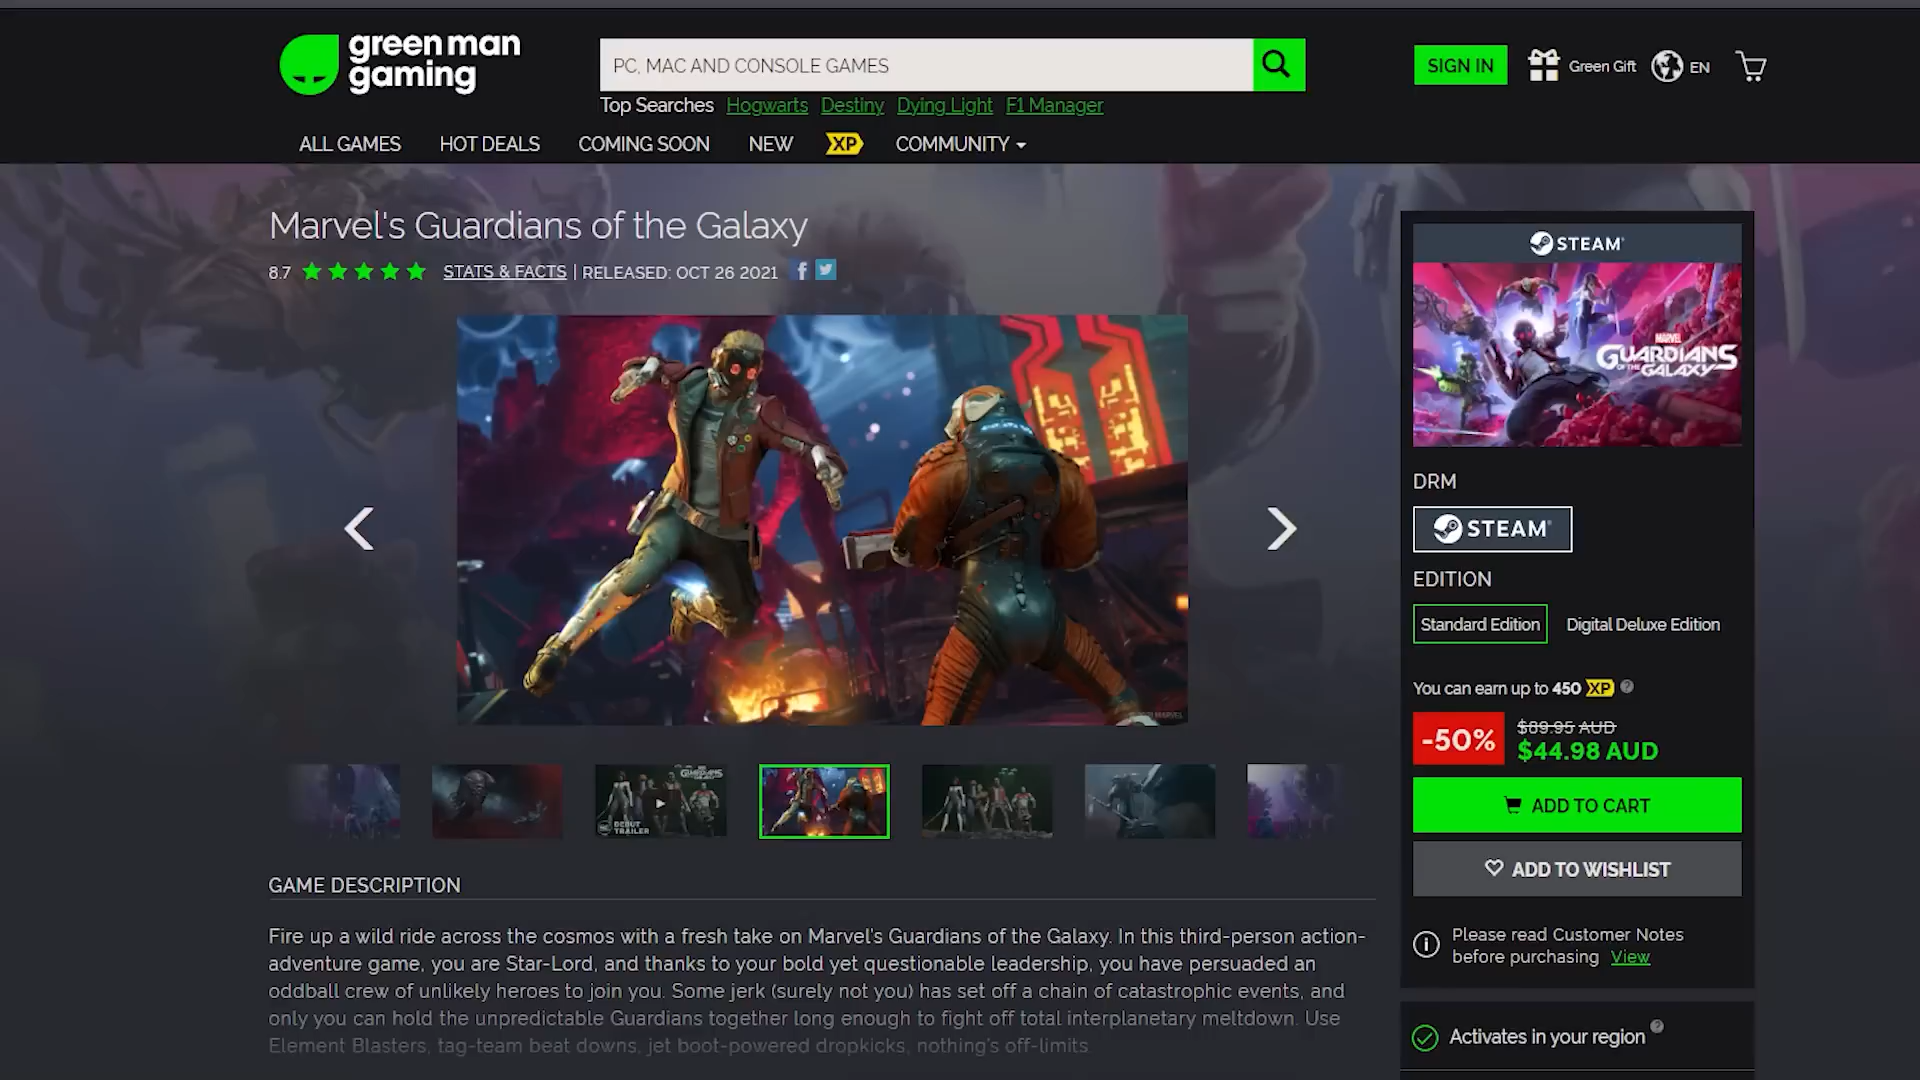 green man gaming
PC, MAC AND CONSOLE GAMES
SIGN IN
Green Gift
EN
Top Searches Hogwarts Destiny Dying Light F1 Manager
ALL GAMES HOT DEALS COMING SOON NEW XP COMMUNITY
Marvel's Guardians of the Galaxy
8.7 STATS & FACTS | RELEASED: OCT 26 2021
STEAM
MARVEL
GUARDIANS
OF THE GALAXY
DRM
STEAM
EDITION
Standard Edition Digital Deluxe Edition
You can earn up to 450 XP
-50% $89.95 AUD
$44.98 AUD
ADD TO CART
ADD TO WISHLIST
Please read Customer Notes
before purchasing View
Activates in your region
GUARDIANS
DEBUT
TRAILER
GAME DESCRIPTION
Fire up a wild ride across the cosmos with a fresh take on Marvel's Guardians of the Galaxy. In this third-person action-
adventure game, you are Star-Lord, and thanks to your bold yet questionable leadership, you have persuaded an
oddball crew of unlikely heroes to join you. Some jerk (surely not you) has set off a chain of catastrophic events, and
only you can hold the unpredictable Guardians together long enough to fight off total interplanetary meltdown. Use
Element Blasters, tag-team beat downs, jet boot-powered dropkicks, nothing's off-limits.